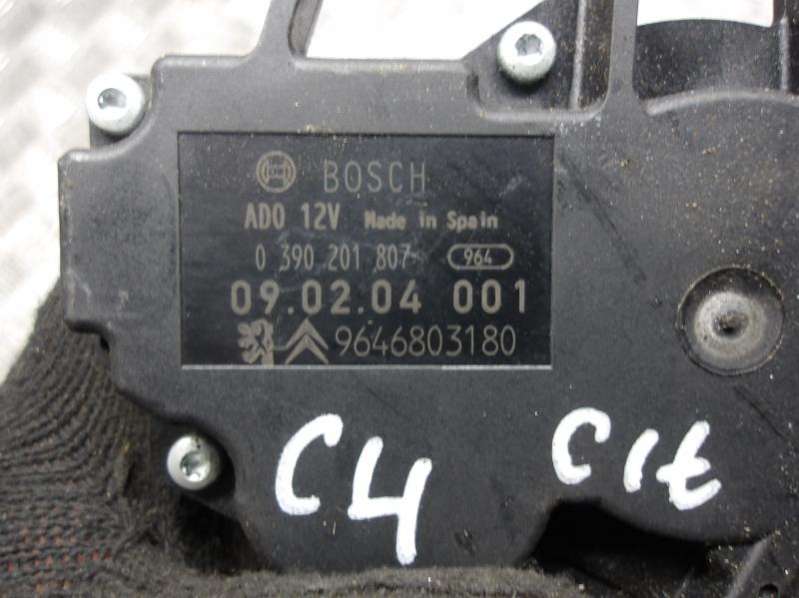 BOSCH
ADO 12V Made in Spain
0 390 201 807 964
09.02.04 001
9646803180
C4 Cit